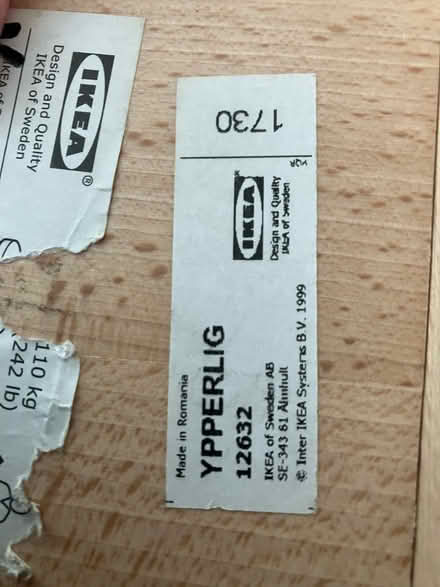 IKEA®
Design and Quality
IKEA of Sweden
110 kg
242 lb)
1730
IKEA
Design and Quality
IKEA of Sweden
Made in Romania
YPPERLIG
12632
IKEA of Sweden AB
SE-343 81 Älmhult
© Inter IKEA Systems B.V. 1999